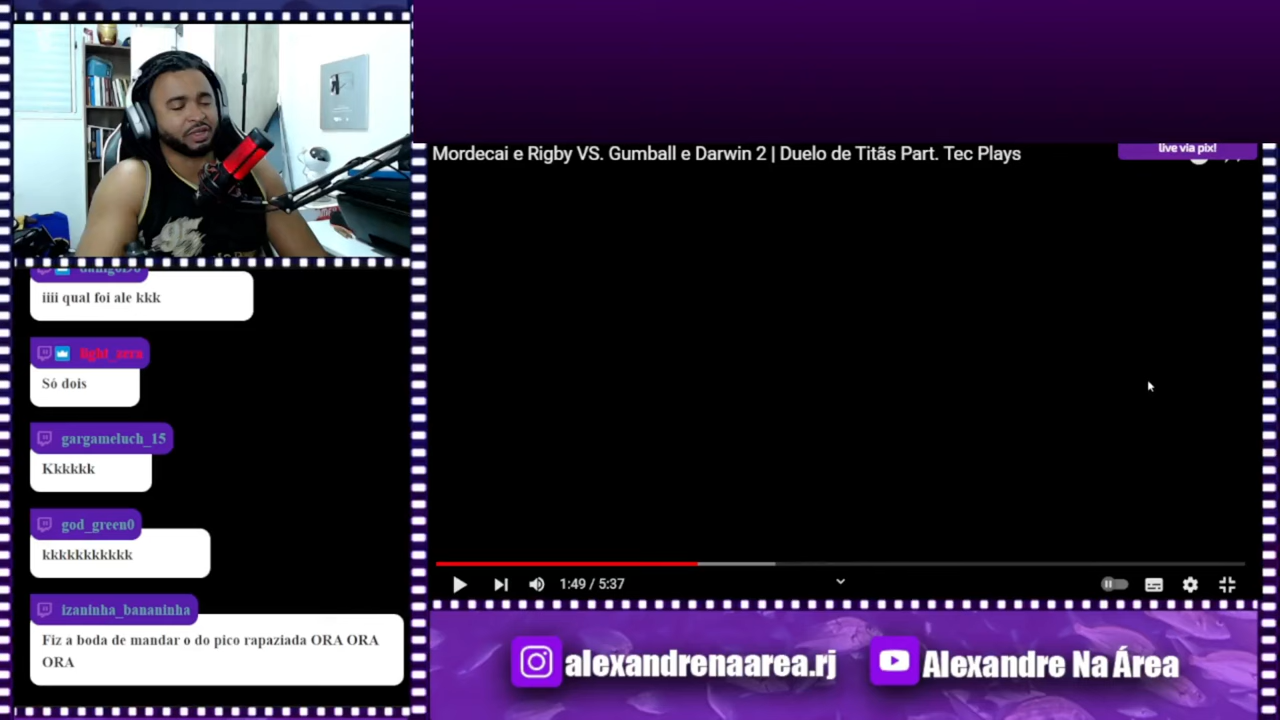 Mordecai e Rigby VS. Gumball e Darwin 2 | Duelo de Titãs Part. Tec Plays
live via pix!
iiii qual foi ale kkk
Só dois
gargameluch_15
Kkkkkk
god_green0
kkkkkkkkkkk
izaninha_bananinha
Fiz a boda de mandar o do pico rapaziada ORA ORA
ORA
1:49 / 5:37
alexandrenaarea.rj
Alexandre Na Área